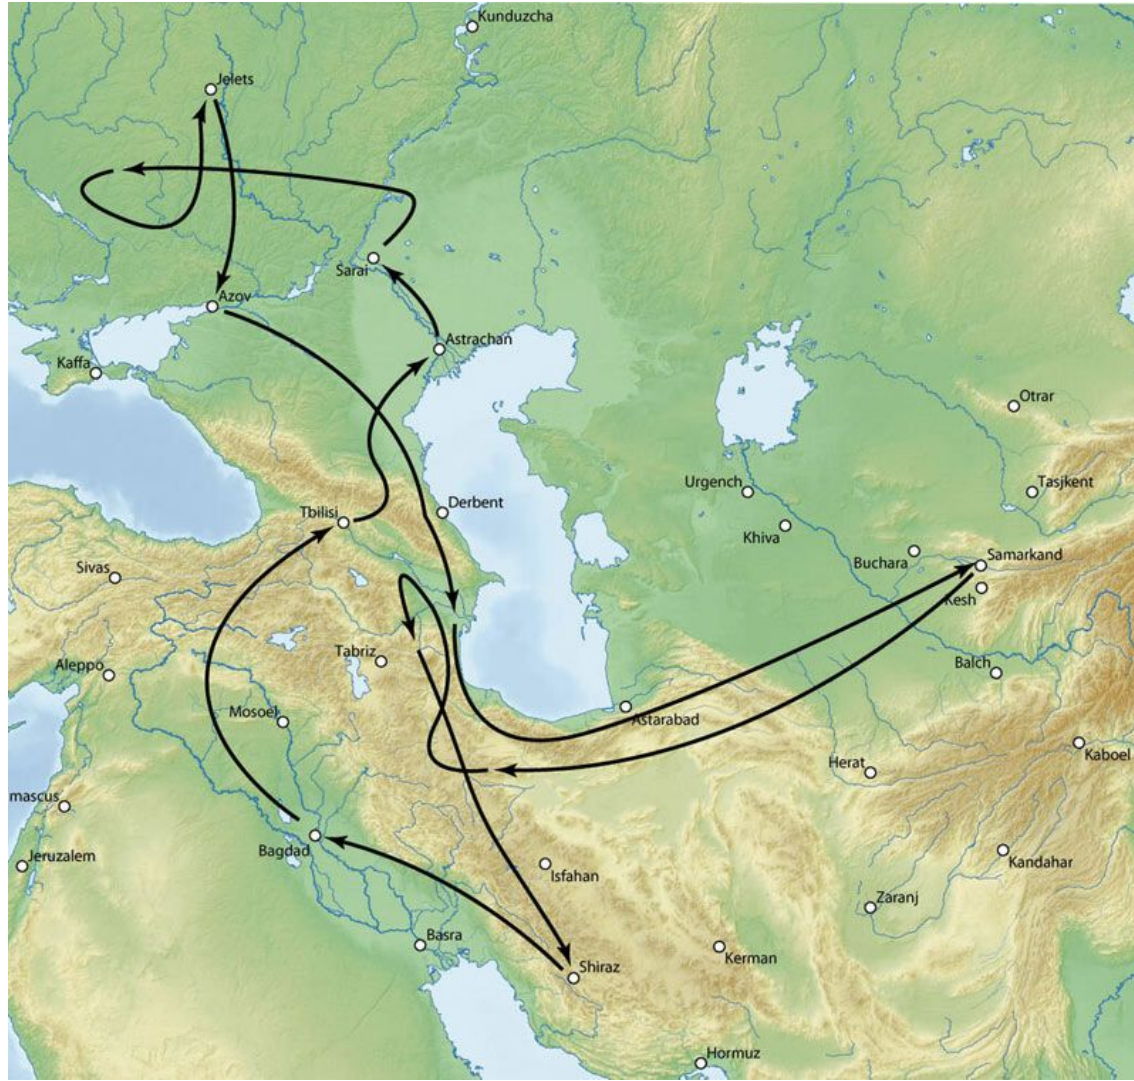 Kunduzcha
Jelets
Sarai
Azov
Astrachan
Kaffa
Otrar
Urgench
Tasjkent
Derbent
Tbilisi
Khiva
Buchara
Samarkand
Sivas
Kesh
Tabriz
Aleppo
Balch
Mosoel
Astarabad
Kaboel
Herat
mascus
Bagdad
Jeruzalem
Isfahan
Kandahar
Zaranj
Basra
Kerman
Shiraz
Hormuz